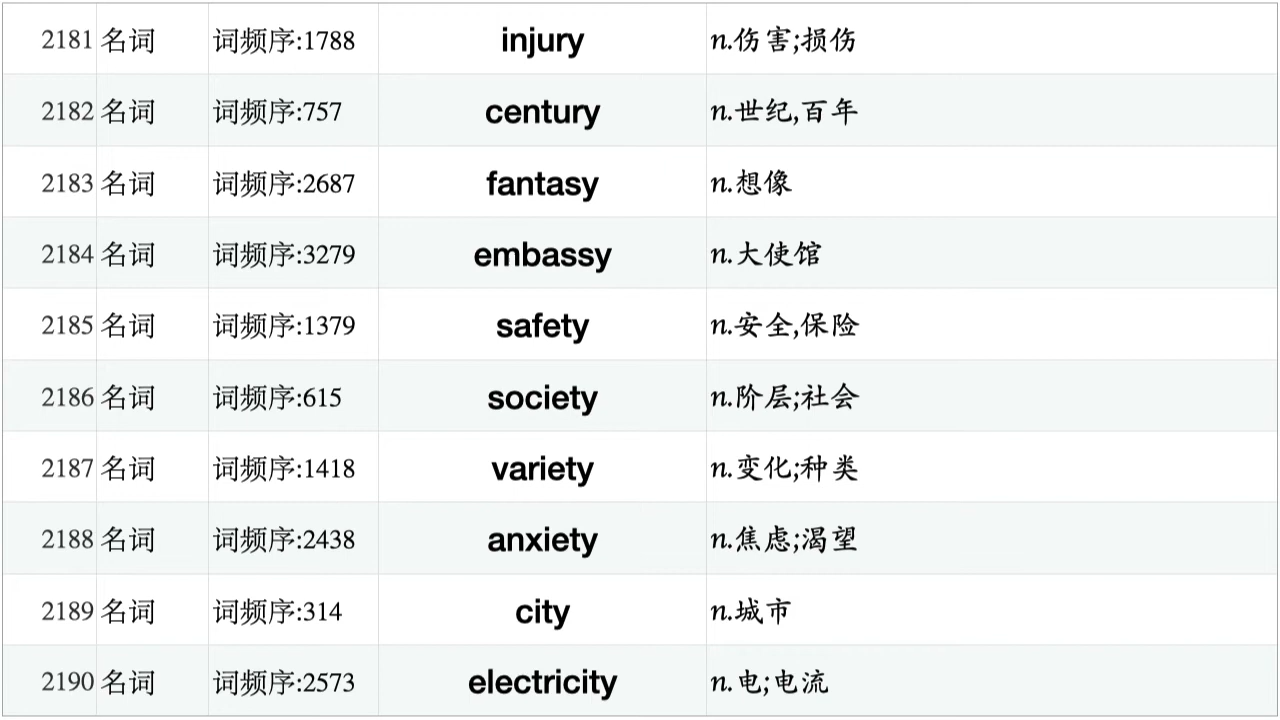 2181 名词 词频序:1788 injury n.伤害;损伤
2182 名词 词频序:757 century n.世纪,百年
2183 名词 词频序:2687 fantasy n.想像
2184 名词 词频序:3279 embassy n.大使馆
2185 名词 词频序:1379 safety n.安全,保险
2186 名词 词频序:615 society n.阶层;社会
2187 名词 词频序:1418 variety n.变化;种类
2188 名词 词频序:2438 anxiety n.焦虑;渴望
2189 名词 词频序:314 city n.城市
2190 名词 词频序:2573 electricity n.电;电流